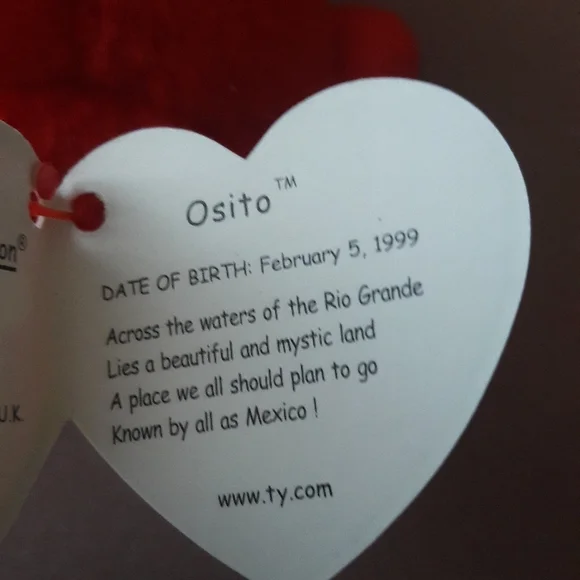 on®
U.K.
Osito™
DATE OF BIRTH: February 5, 1999
Across the waters of the Rio Grande
Lies a beautiful and mystic land
A place we all should plan to go
Known by all as Mexico !
www.ty.com